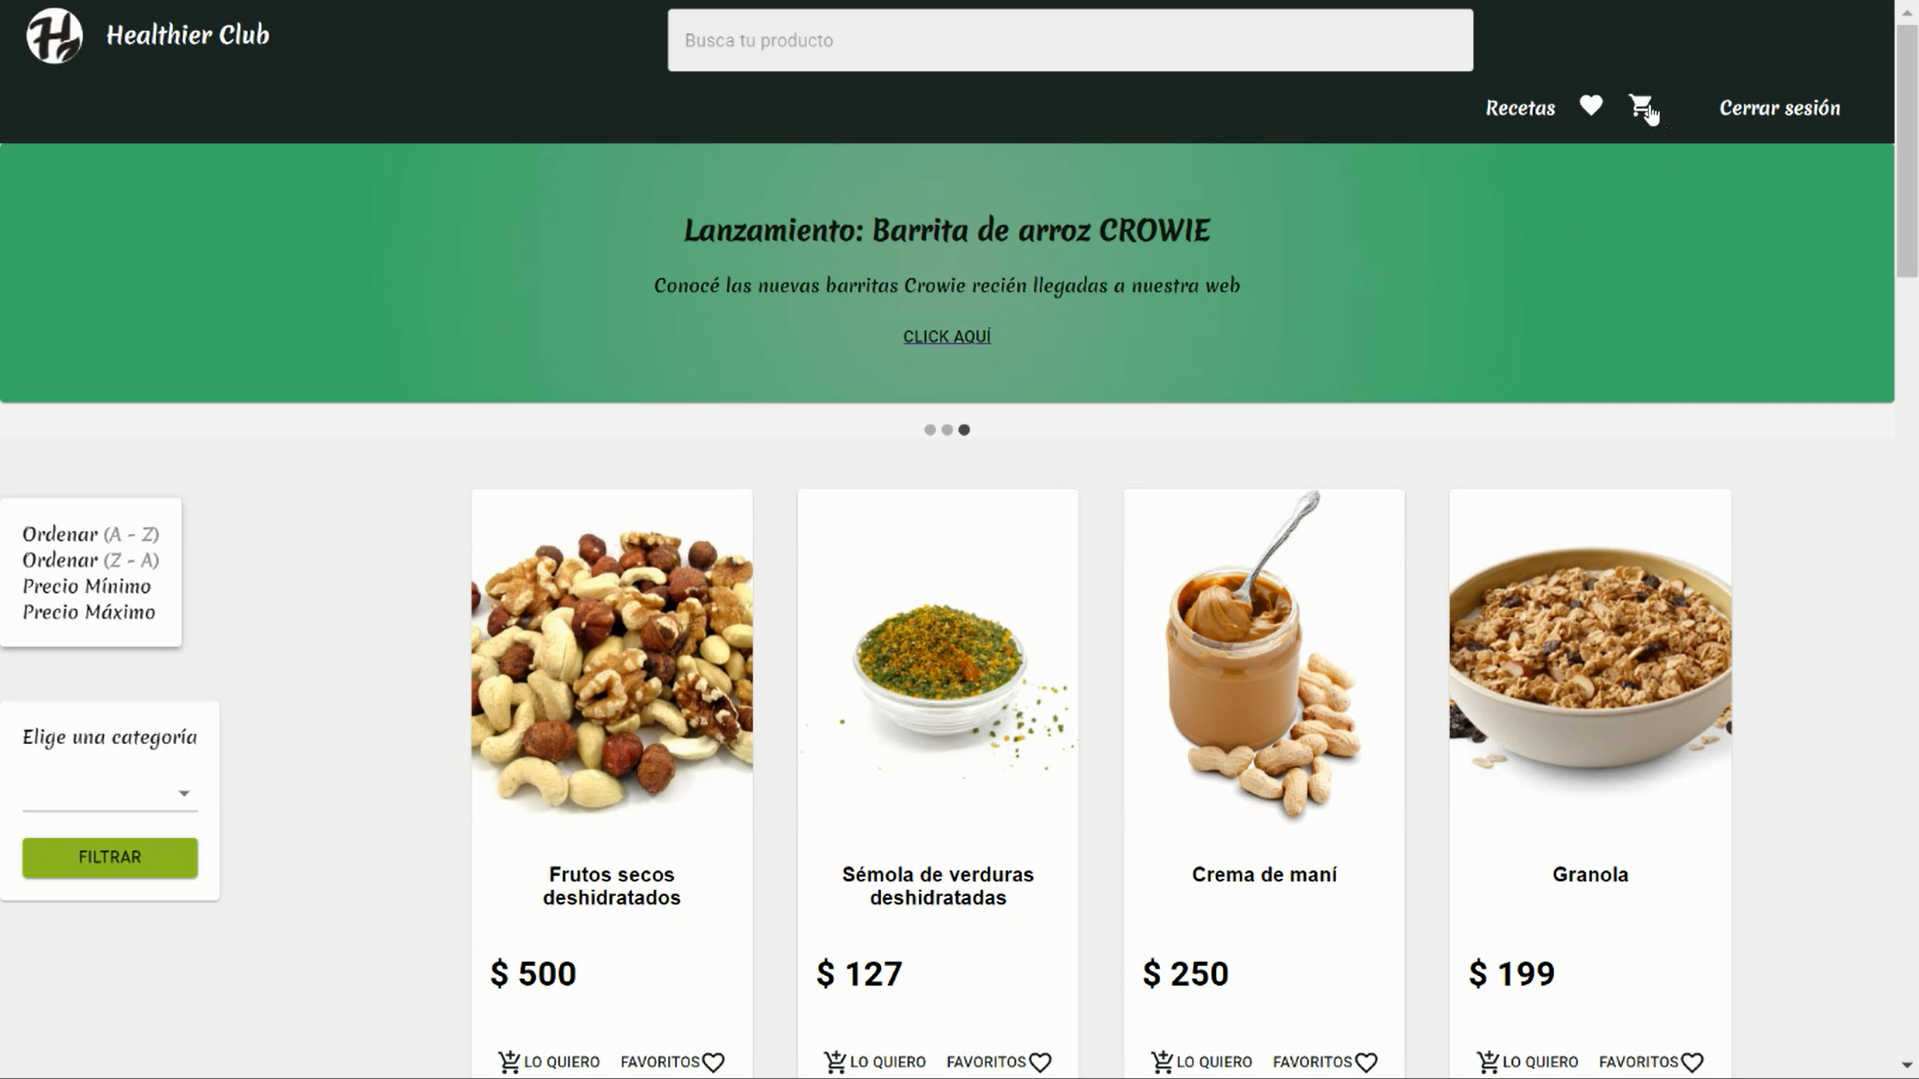 Healthier Club
Busca tu producto
Recetas
Cerrar sesión
Lanzamiento: Barrita de arroz CROWIE
Conocé las nuevas barritas Crowie recién llegadas a nuestra web
CLICK AQUÍ
Ordenar (A - Z)
Ordenar (Z - A)
Precio Mínimo
Precio Máximo
Elige una categoría
FILTRAR
Frutos secos
deshidratados
$ 500
LO QUIERO FAVORITOS
Sémola de verduras
deshidratadas
$ 127
LO QUIERO FAVORITOS
Crema de maní
$ 250
LO QUIERO FAVORITOS
Granola
$ 199
LO QUIERO FAVORITOS